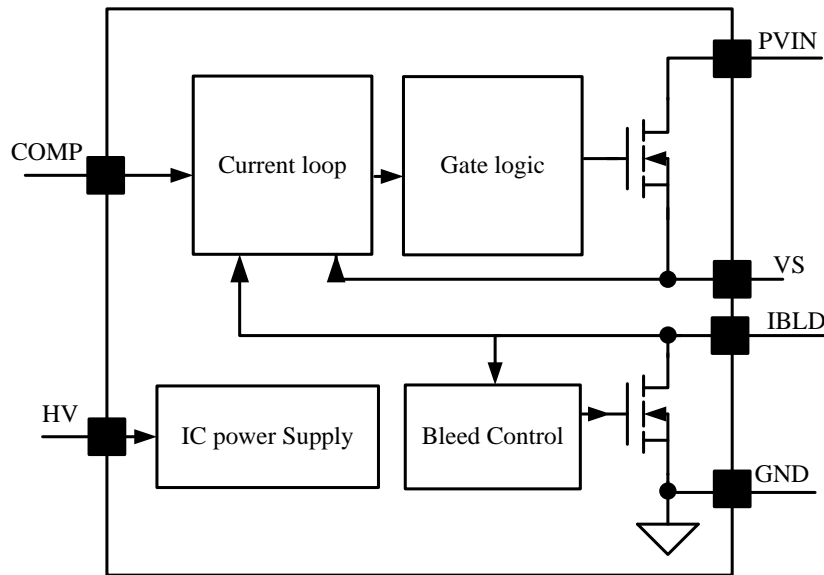 PVIN
COMP
Current loop
Gate logic
VS
IBLD
HV
IC power Supply
Bleed Control
GND